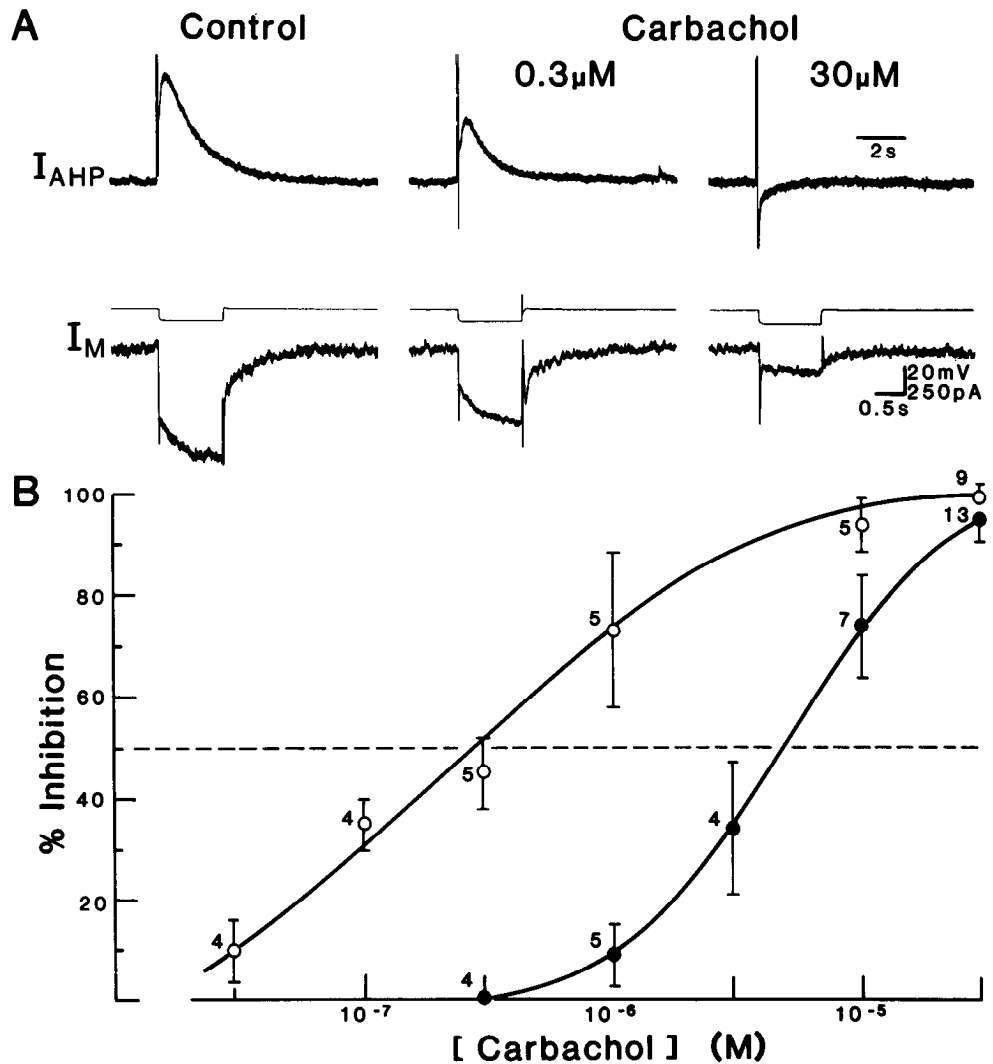 A
Control
Carbachol
0.3μM
30μM
2s
I_AHP
I_M
20mV
250pA
0.5s
B
100
80
60
40
20
% Inhibition
4
4
5
5
5
9
4
5
4
7
13
10⁻⁷
10⁻⁶
10⁻⁵
[ Carbachol ] (M)